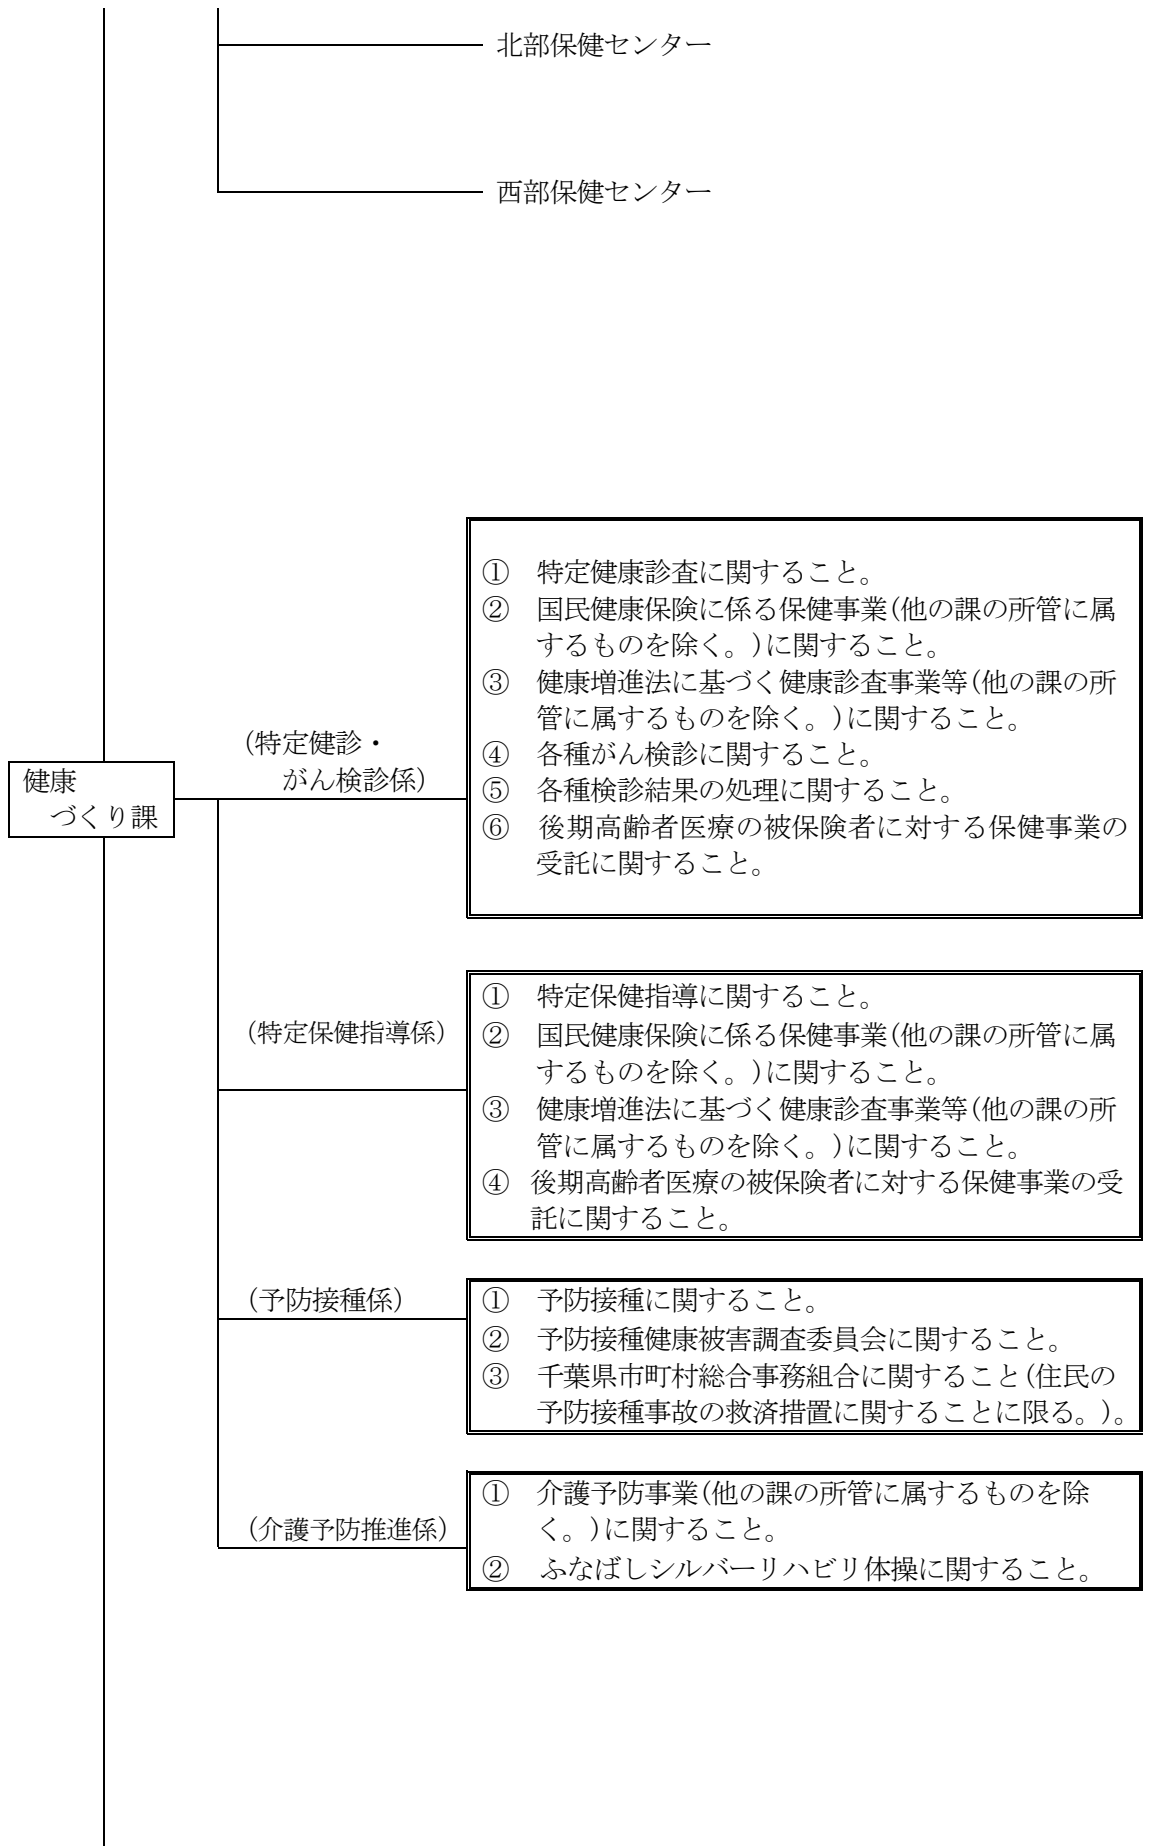 北部保健センター
西部保健センター
健康
づくり課
(特定健診・
がん検診係)
① 特定健康診査に関すること。
② 国民健康保険に係る保健事業(他の課の所管に属
するものを除く。)に関すること。
③ 健康増進法に基づく健康診査事業等(他の課の所
管に属するものを除く。)に関すること。
④ 各種がん検診に関すること。
⑤ 各種検診結果の処理に関すること。
⑥ 後期高齢者医療の被保険者に対する保健事業の
受託に関すること。
(特定保健指導係)
① 特定保健指導に関すること。
② 国民健康保険に係る保健事業(他の課の所管に属
するものを除く。)に関すること。
③ 健康増進法に基づく健康診査事業等(他の課の所
管に属するものを除く。)に関すること。
④ 後期高齢者医療の被保険者に対する保健事業の受
託に関すること。
(予防接種係)
① 予防接種に関すること。
② 予防接種健康被害調査委員会に関すること。
③ 千葉県市町村総合事務組合に関すること(住民の
予防接種事故の救済措置に関することに限る。)。
(介護予防推進係)
① 介護予防事業(他の課の所管に属するものを除
く。)に関すること。
② ふなばしシルバーリハビリ体操に関すること。